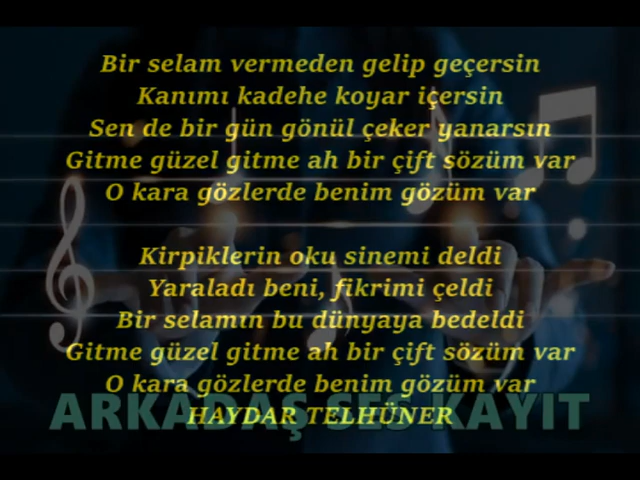 Bir selam vermeden gelip geçersin
Kanımı kadehe koyar içersin
Sen de bir gün gönül çeker yanarsın
Gitme güzel gitme ah bir çift sözüm var
O kara gözlerde benim gözüm var
Kirpiklerin oku sinemi deldi
Yaraladı beni, fikrimi çeldi
Bir selamın bu dünyaya bedeldi
Gitme güzel gitme ah bir çift sözüm var
O kara gözlerde benim gözüm var
HAYDAR TELHÜNER
ARKADAŞ SES KAYIT